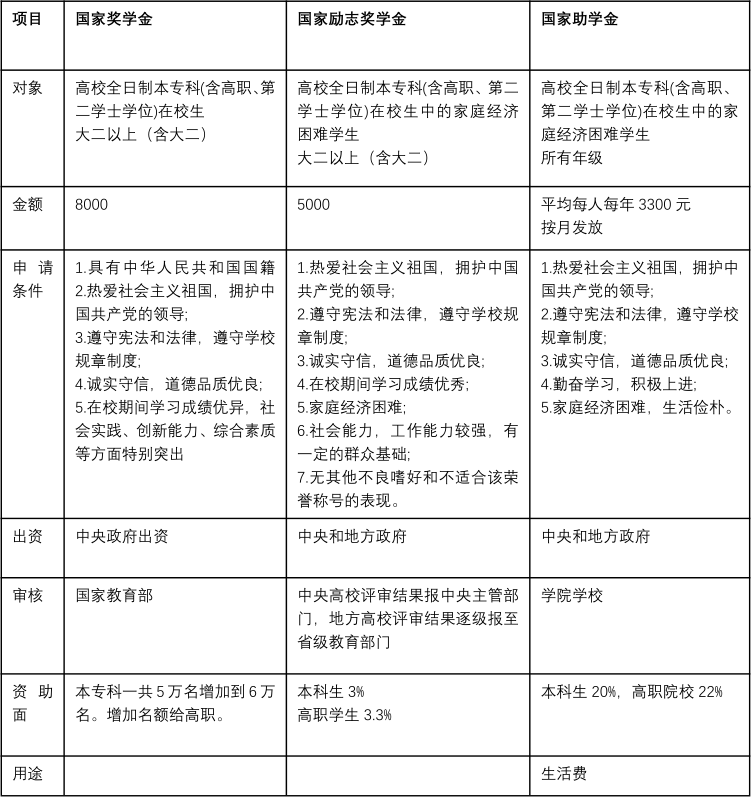 项目
国家奖学金
国家励志奖学金
国家助学金
对象
高校全日制本专科(含高职、第
二学士学位)在校生
大二以上（含大二）
高校全日制本专科(含高职、第二
学士学位)在校生中的家庭经济
困难学生
大二以上（含大二）
高校全日制本专科(含高职、
第二学士学位)在校生中的家
庭经济困难学生
所有年级
金额
8000
5000
平均每人每年 3300 元
按月发放
申请
条件
1.具有中华人民共和国国籍
2.热爱社会主义祖国，拥护中
国共产党的领导;
3.遵守宪法和法律，遵守学校
规章制度;
4.诚实守信，道德品质优良;
5.在校期间学习成绩优异，社
会实践、创新能力、综合素质
等方面特别突出
1.热爱社会主义祖国，拥护中国
共产党的领导;
2.遵守宪法和法律，遵守学校规
章制度;
3.诚实守信，道德品质优良;
4.在校期间学习成绩优秀;
5.家庭经济困难;
6.社会能力，工作能力较强，有
一定的群众基础;
7.无其他不良嗜好和不适合该荣
誉称号的表现。
1.热爱社会主义祖国，拥护中
国共产党的领导;
2.遵守宪法和法律，遵守学校
规章制度;
3.诚实守信，道德品质优良;
4.勤奋学习，积极上进;
5.家庭经济困难，生活俭朴。
出资
中央政府出资
中央和地方政府
中央和地方政府
审核
国家教育部
中央高校评审结果报中央主管部
门，地方高校评审结果逐级报至
省级教育部门
学院学校
资助
面
本专科一共 5 万名增加到 6 万
名。增加名额给高职。
本科生 3%
高职学生 3.3%
本科生 20%，高职院校 22%
用途
生活费